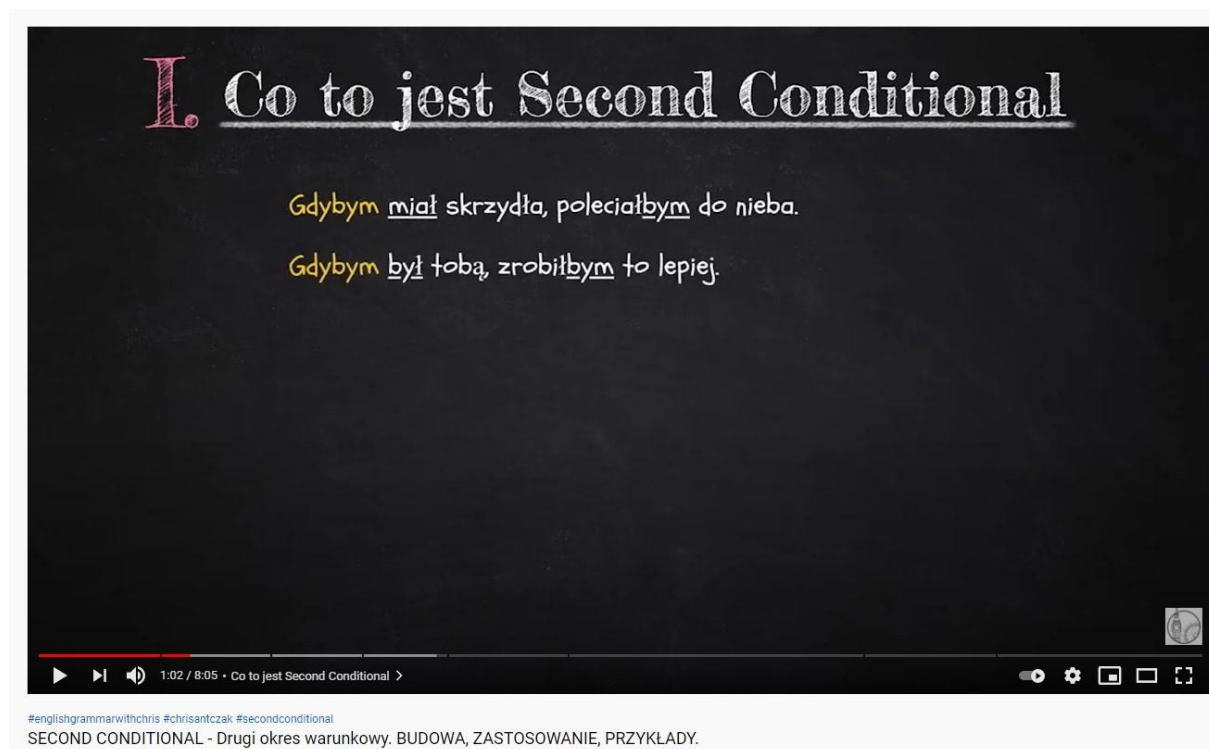 I. Co to jest Second Conditional
Gdybym miał skrzydła, poleciałbym do nieba.
Gdybym był tobą, zrobiłbym to lepiej.
1:02 / 8:05 • Co to jest Second Conditional >
#englishgrammarwithchris #chrisantczak #secondconditional
SECOND CONDITIONAL - Drugi okres warunkowy. BUDOWA, ZASTOSOWANIE, PRZYKŁADY.